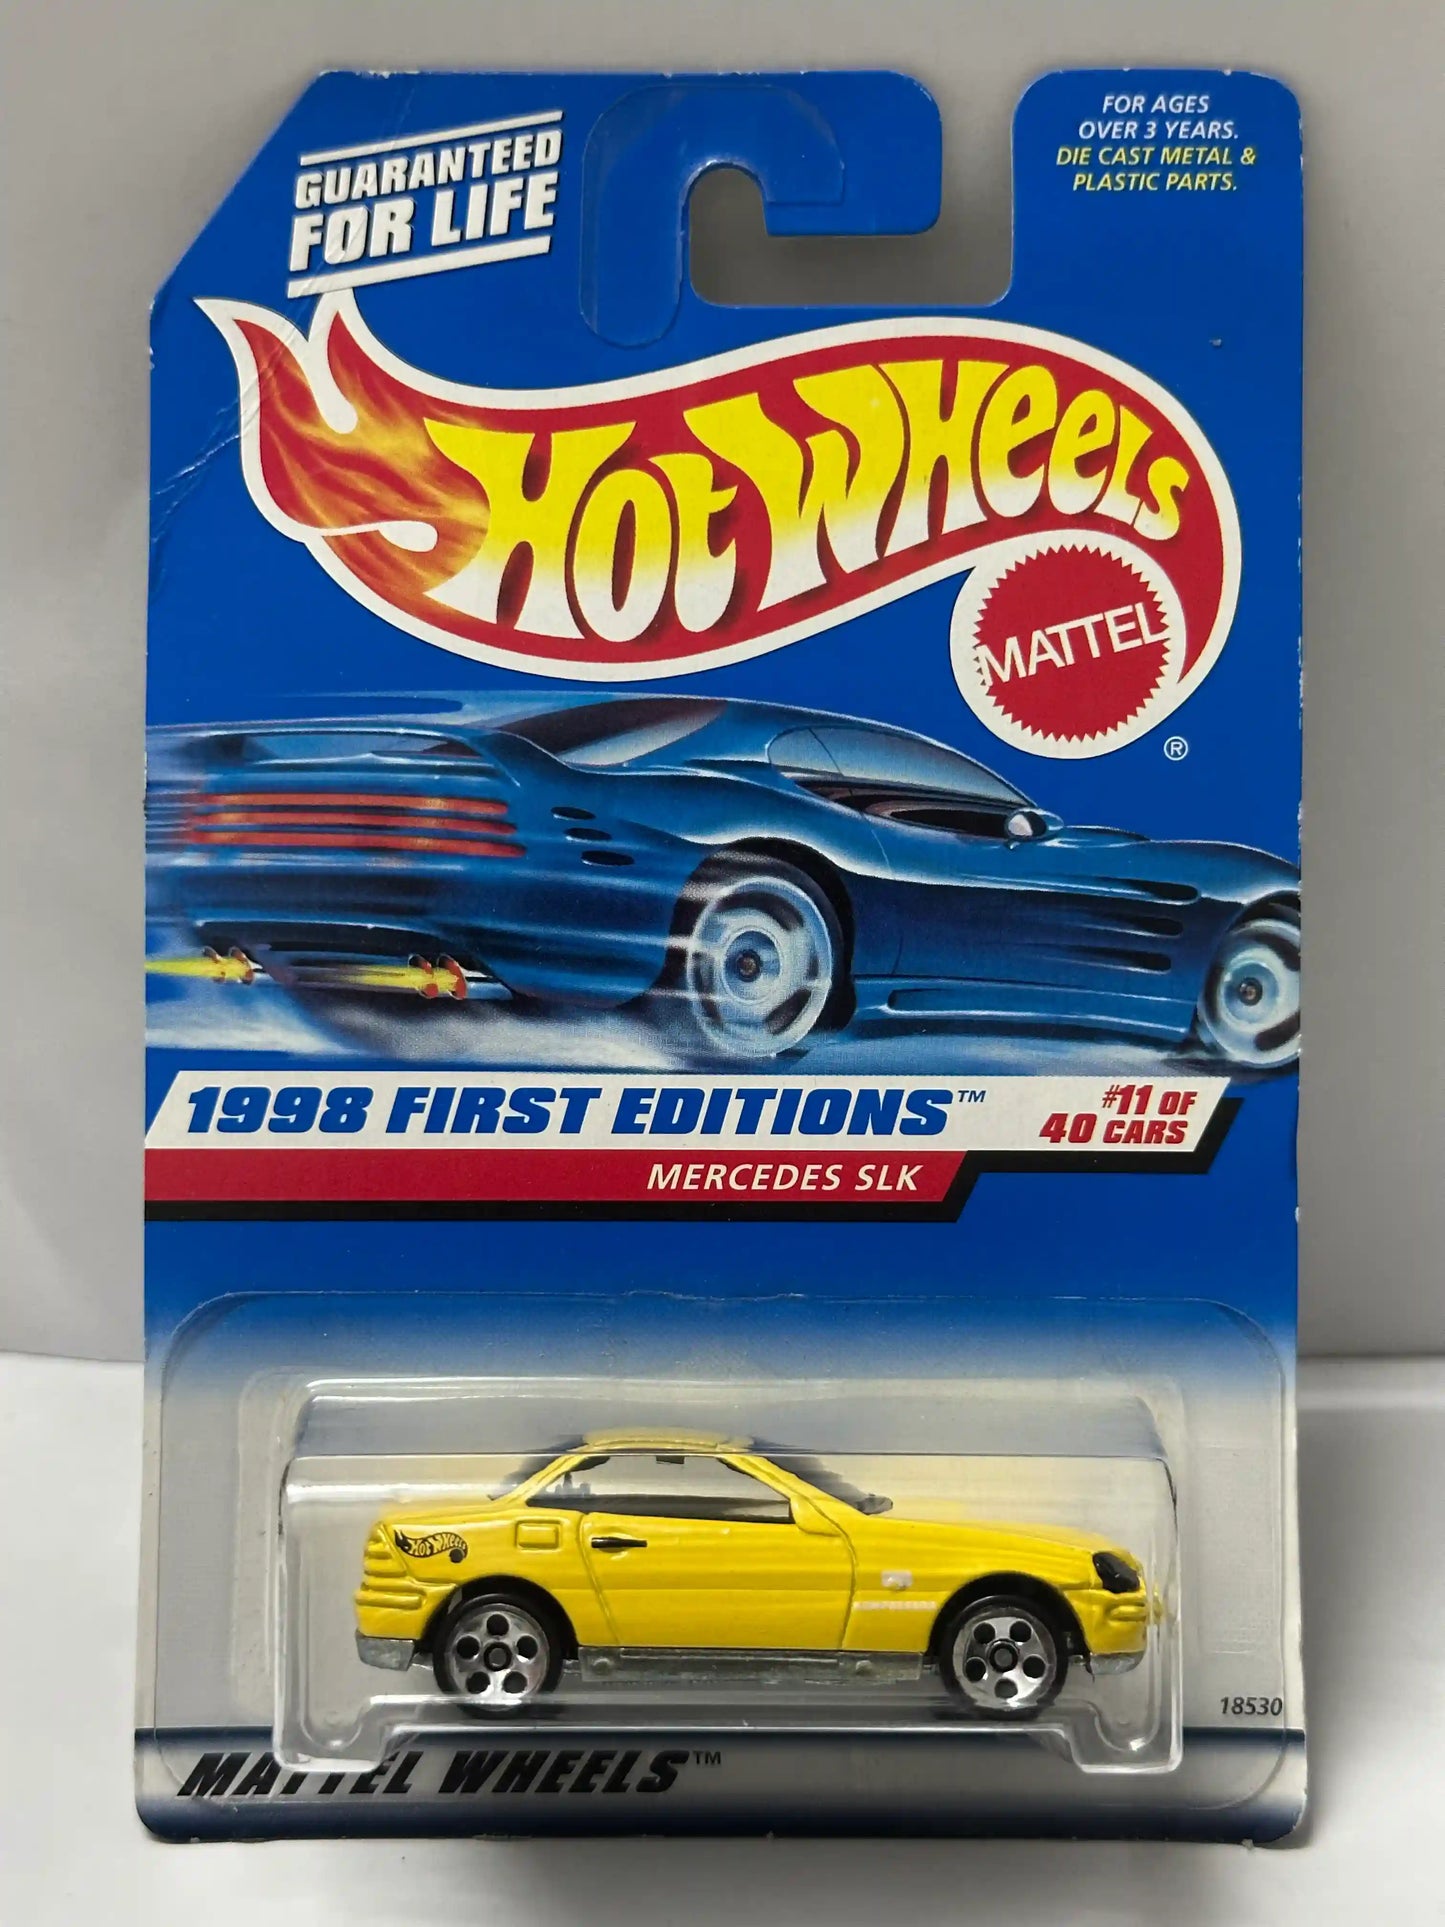 GUARANTEED
FOR LIFE
FOR AGES
OVER 3 YEARS.
DIE CAST METAL &
PLASTIC PARTS.
HOT WHEELS
MATTEL
®
1998 FIRST EDITIONS™
#11 OF
40 CARS
MERCEDES SLK
HOT WHEELS
18530
MATTEL WHEELS™